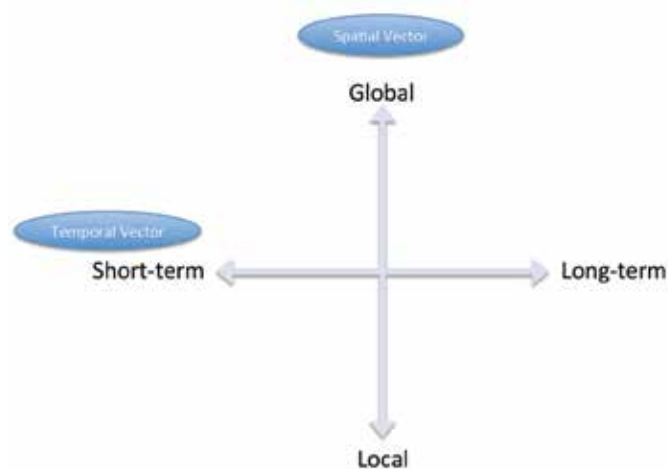 Spatial Vector
Global
Temporal Vector
Short-term
Long-term
Local